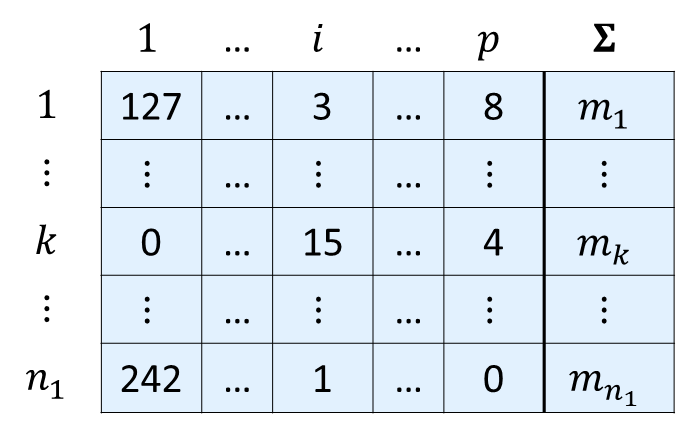 1 … i … p Σ
1 127 … 3 … 8 m₁
⋮ ⋮ … ⋮ … ⋮ ⋮
k 0 … 15 … 4 mₖ
⋮ ⋮ … ⋮ … ⋮ ⋮
n₁ 242 … 1 … 0 mₙ₁